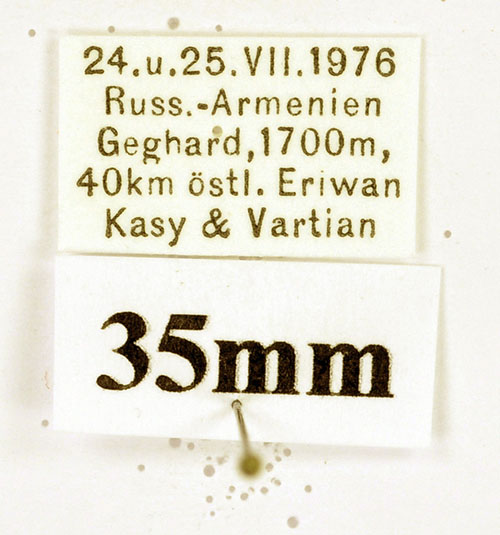 24.u.25.VII.1976
Russ.-Armenien
Geghard,1700m,
40km östl. Eriwan
Kasy & Vartian
35mm